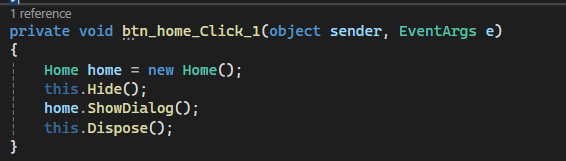 1 reference
private void btn_home_Click_1(object sender, EventArgs e)
{
Home home = new Home();
this.Hide();
home.ShowDialog();
this.Dispose();
}